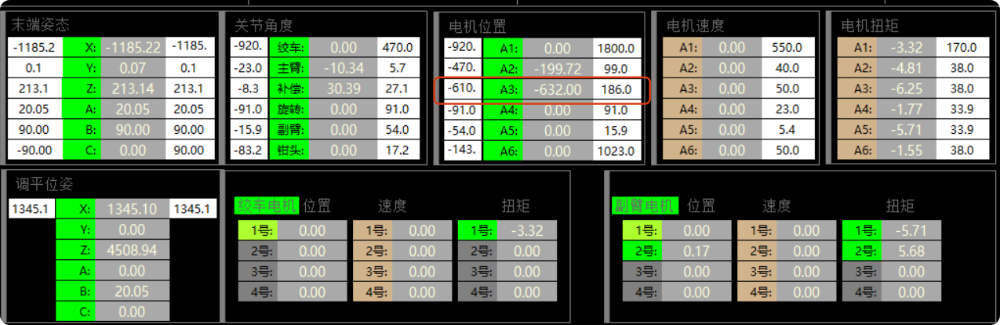 末端姿态
-1185.2 X: -1185.22 -1185.
0.1 Y: 0.07 0.1
213.1 Z: 213.14 213.1
20.05 A: 20.05 20.05
90.00 B: 90.00 90.00
-90.00 C: 0.00 90.00
关节角度
-920. 绞车: 0.00 470.0
-23.0 主臂: -10.34 5.7
-8.3 补偿: 30.39 27.1
-91.0 旋转: 0.00 91.0
-15.9 副臂: 0.00 54.0
-83.2 钳头: 0.00 17.2
电机位置
-920. A1: 0.00 1800.0
-470. A2: -199.72 99.0
-610. A3: -632.00 186.0
-91.0 A4: 0.00 91.0
-54.0 A5: 0.00 15.9
-143. A6: 0.00 1023.0
电机速度
A1: 0.00 550.0
A2: 0.00 40.0
A3: 0.00 50.0
A4: 0.00 23.0
A5: 0.00 5.4
A6: 0.00 50.0
电机扭矩
A1: -3.32 170.0
A2: -4.81 38.0
A3: -6.25 38.0
A4: -1.77 33.9
A5: -5.71 33.9
A6: -1.55 38.0
调平位姿
1345.1 X: 1345.10 1345.1
Y: 0.00
Z: 4508.94
A: 0.00
B: 20.05
C: 0.00
绞车电机 位置 速度 扭矩
1号: 0.00 1号: 0.00 1号: -3.32
2号: 0.00 2号: 0.00 2号: 0.00
3号: 0.00 3号: 0.00 3号: 0.00
4号: 0.00 4号: 0.00 4号: 0.00
副臂电机 位置 速度 扭矩
1号: 0.00 1号: 0.00 1号: -5.71
2号: 0.17 2号: 0.00 2号: 5.68
3号: 0.00 3号: 0.00 3号: 0.00
4号: 0.00 4号: 0.00 4号: 0.00